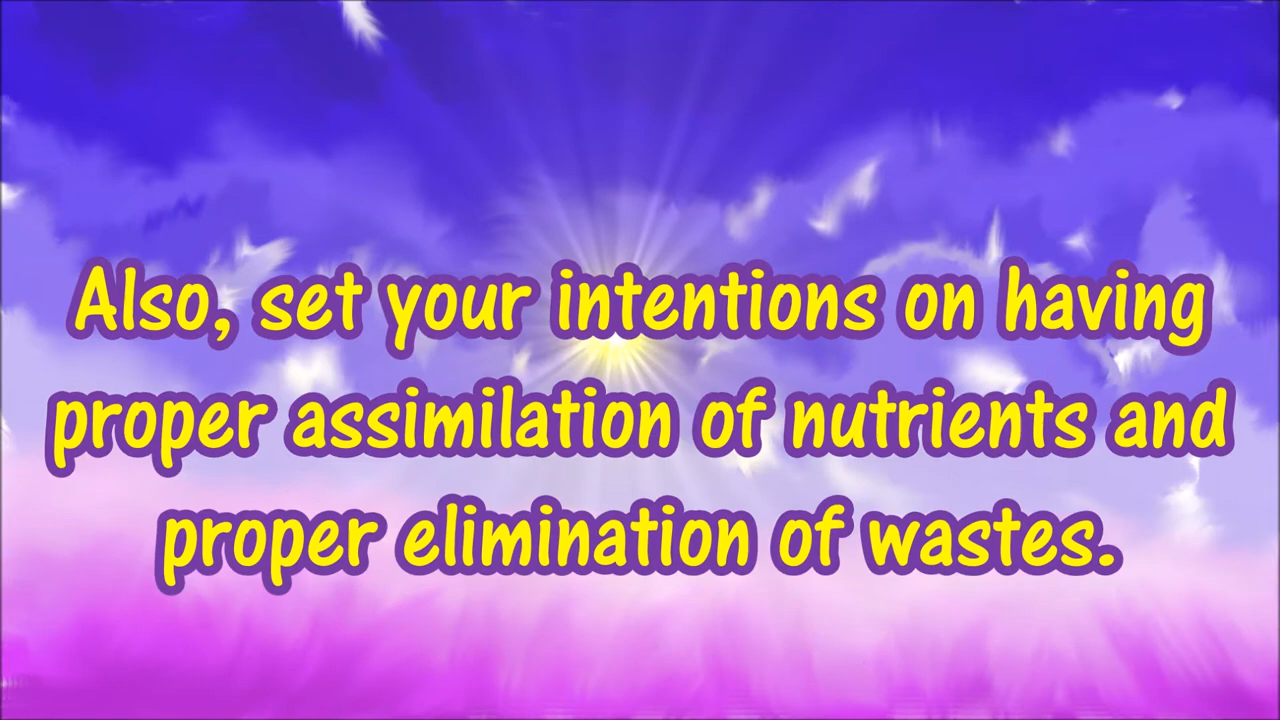 Also, set your intentions on having
proper assimilation of nutrients and
proper elimination of wastes.